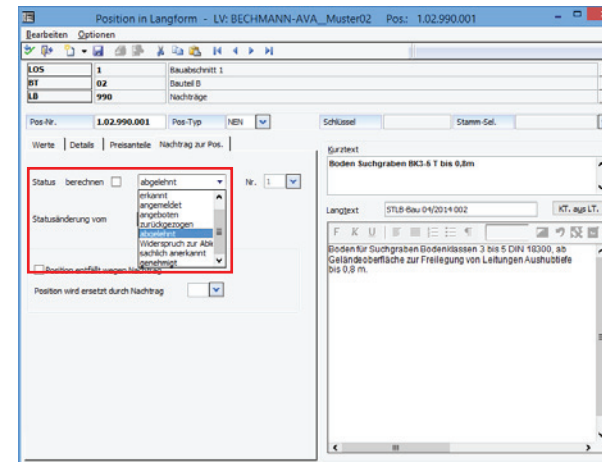 Position in Langform - LV: BECHMANN-AVA_Muster02 Pos.: 1.02.990.001
Bearbeiten Optionen
LOS 1 Bauabschnitt 1
BT 02 Bauteil B
LB 990 Nachträge
Pos-Nr. 1.02.990.001 Pos-Typ NEN Schlüssel Stamm-Sel.
Werte Details Preisanteile Nachtrag zur Pos.
Status berechnen abgelehnt Nr. 1
erkannt
angemeldet
angeboten
zurückgezogen
abgelehnt
Widerspruch zur Able
sachlich anerkannt
genehmigt
Statusänderung vom
Position entfällt wegen Nachtrag
Position wird ersetzt durch Nachtrag
Kurztext
Boden Suchgraben BK3-5 T bis 0,8m
Langtext STLB-Bau 04/2014 002 KT. aus LT.
F K U
Boden für Suchgraben Bodenklassen 3 bis 5 DIN 18300, ab
Geländeoberfläche zur Freilegung von Leitungen Aushubtiefe
bis 0,8 m.